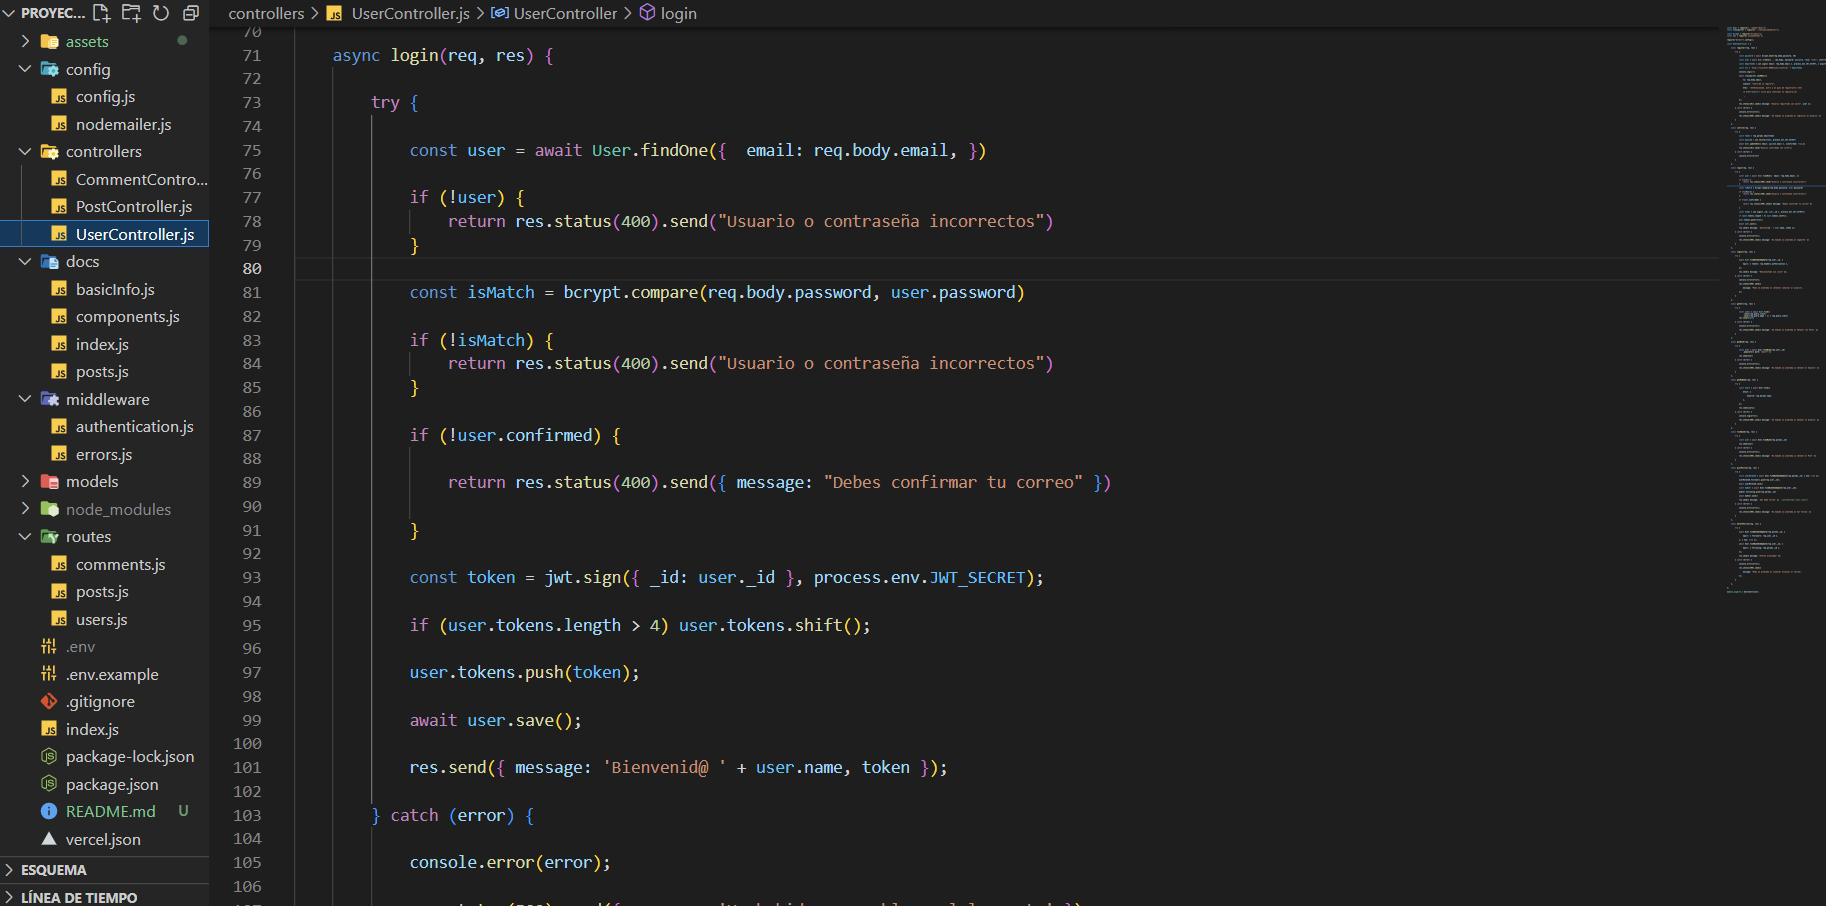 PROYEC...
assets
config
config.js
nodemailer.js
controllers
CommentContro...
PostController.js
UserController.js
docs
basicInfo.js
components.js
index.js
posts.js
middleware
authentication.js
errors.js
models
node_modules
routes
comments.js
posts.js
users.js
.env
.env.example
.gitignore
index.js
package-lock.json
package.json
README.md U
vercel.json
ESQUEMA
LÍNEA DE TIEMPO
controllers > JS UserController.js > UserController > login
70
71 async login(req, res) {
72
73 try {
74
75 const user = await User.findOne({  email: req.body.email, })
76
77 if (!user) {
78 return res.status(400).send("Usuario o contraseña incorrectos")
79 }
80
81 const isMatch = bcrypt.compare(req.body.password, user.password)
82
83 if (!isMatch) {
84 return res.status(400).send("Usuario o contraseña incorrectos")
85 }
86
87 if (!user.confirmed) {
88
89 return res.status(400).send({ message: "Debes confirmar tu correo" })
90
91 }
92
93 const token = jwt.sign({ _id: user._id }, process.env.JWT_SECRET);
94
95 if (user.tokens.length > 4) user.tokens.shift();
96
97 user.tokens.push(token);
98
99 await user.save();
100
101 res.send({ message: 'Bienvenid@ ' + user.name, token });
102
103 } catch (error) {
104
105 console.error(error);
106